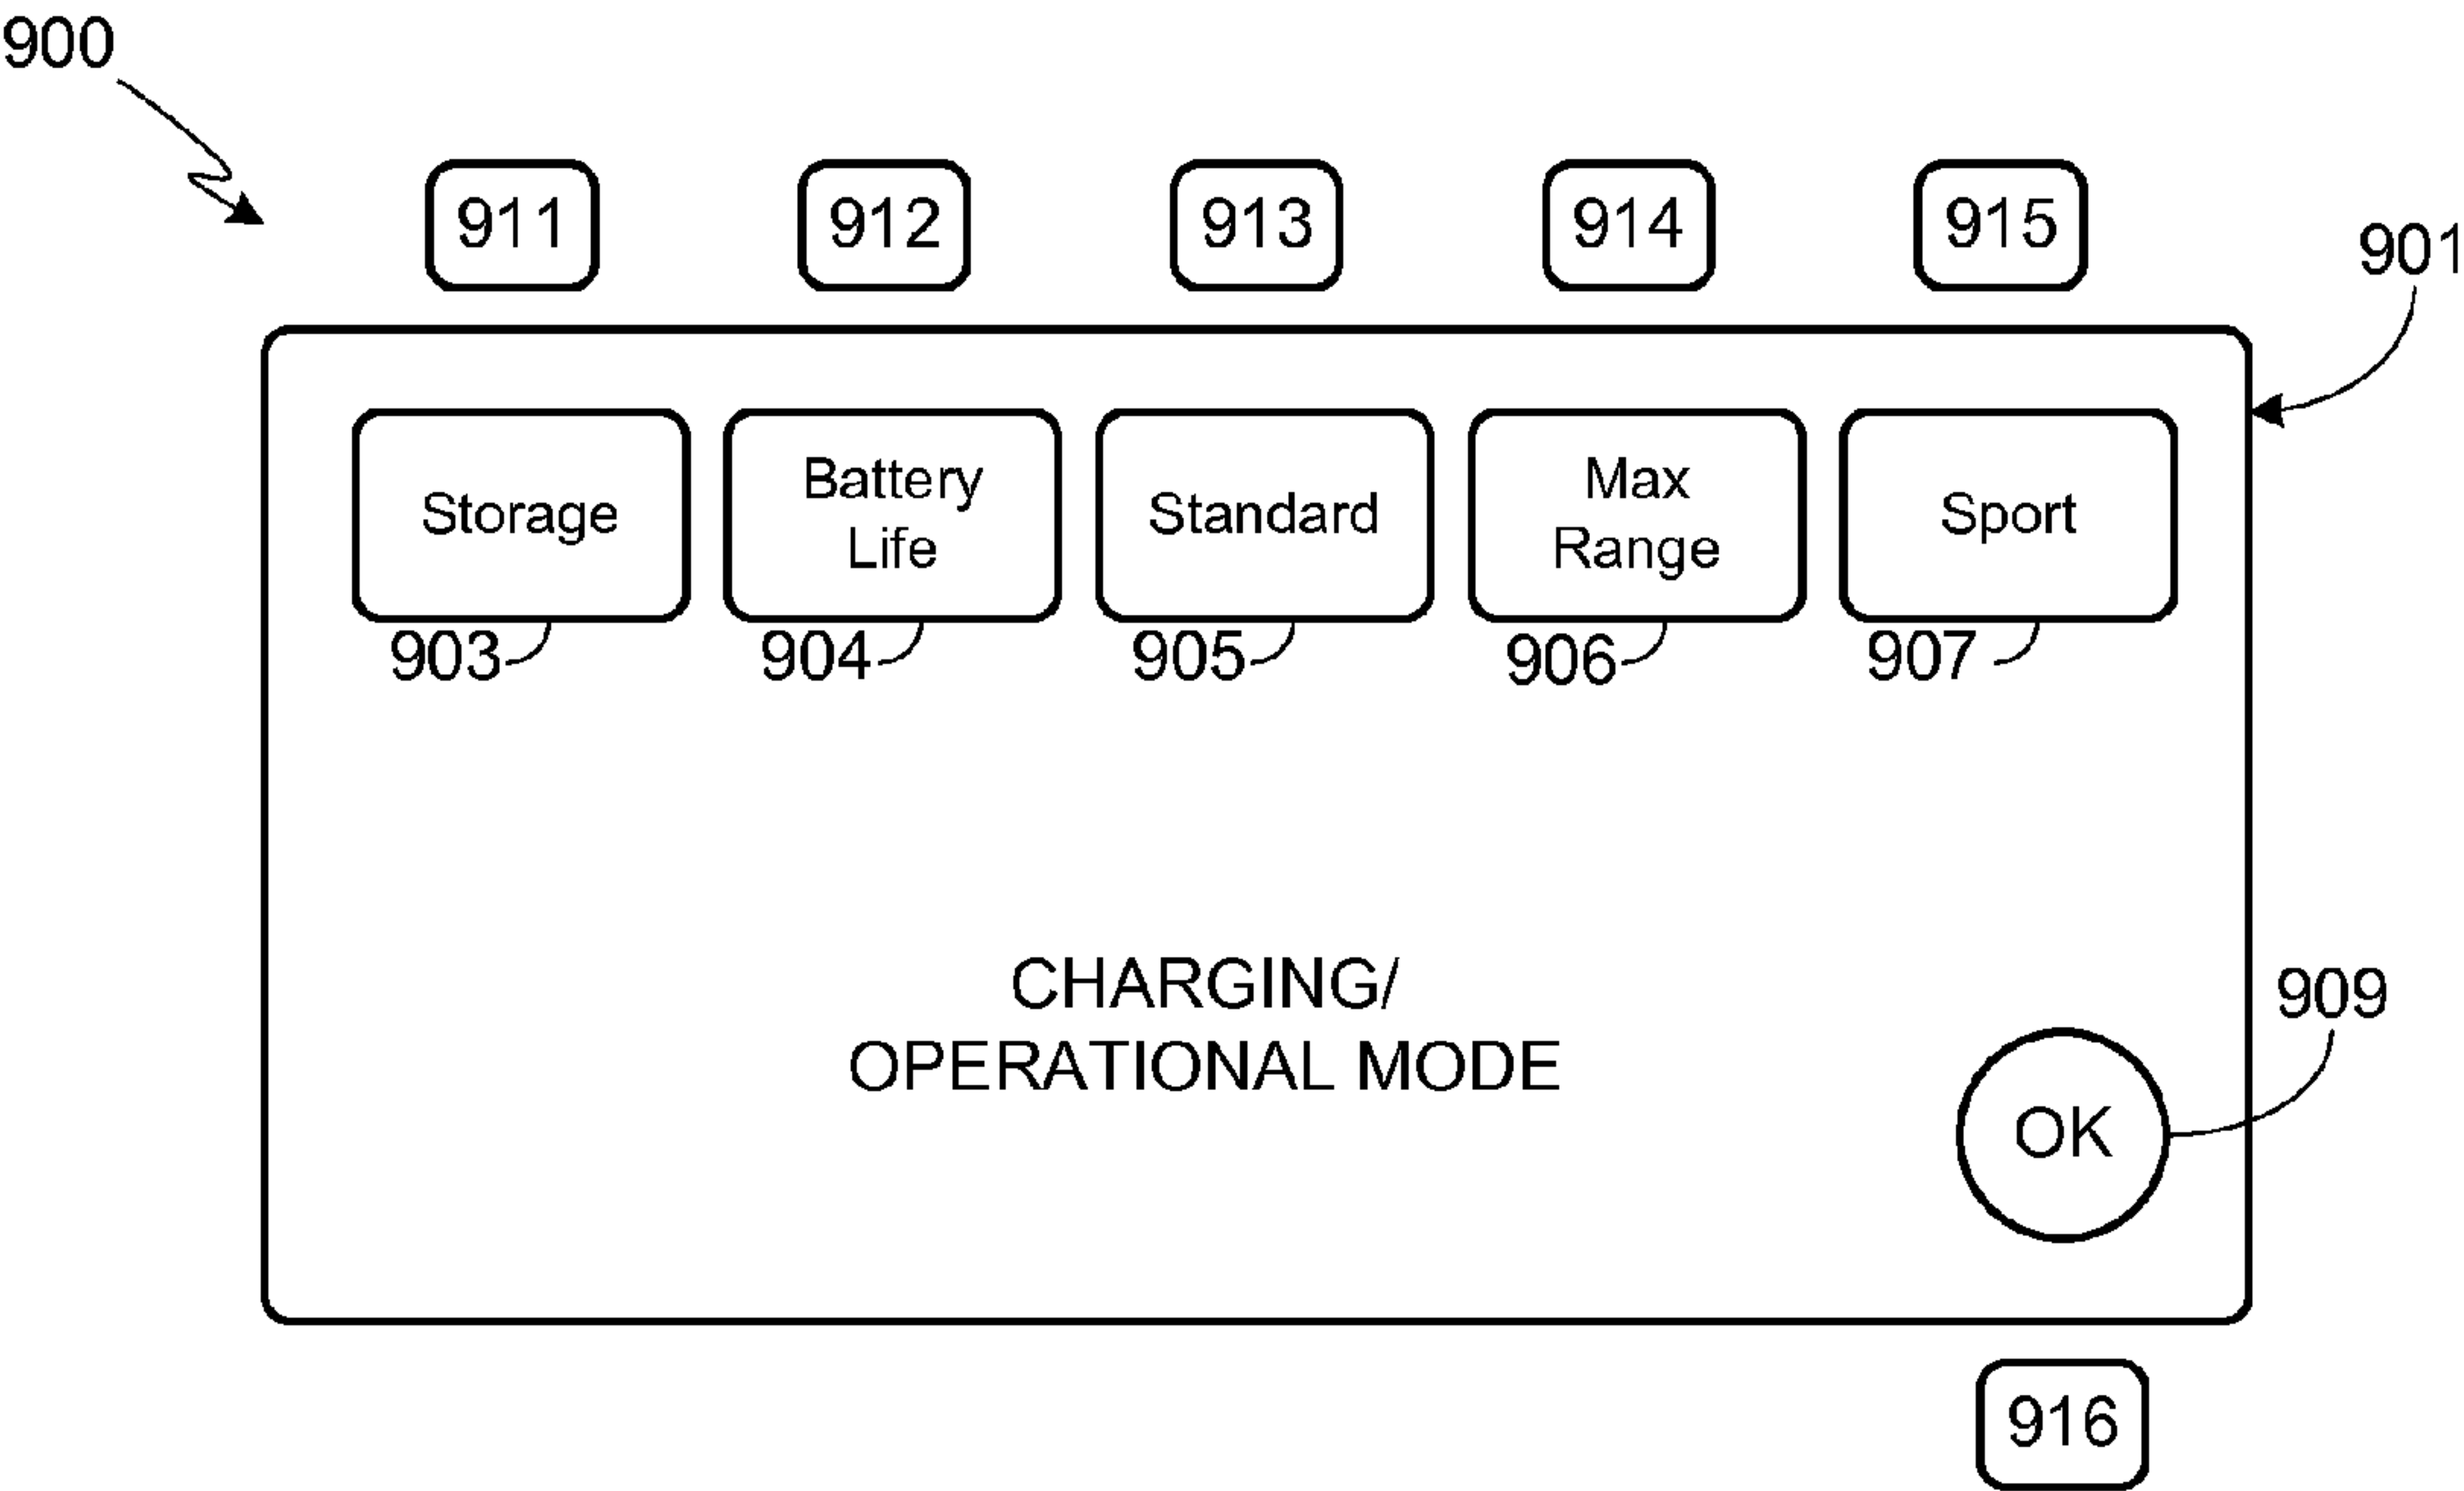 900
911 912 913 914 915
901
Storage
Battery
Life
Standard
Max
Range
Sport
903 904 905 906 907
CHARGING/
OPERATIONAL MODE
909
OK
916